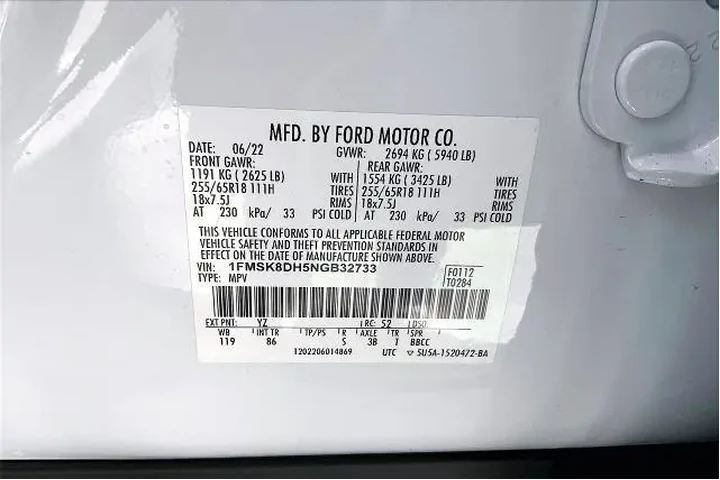 MFD. BY FORD MOTOR CO.
DATE: 06/22 GVWR: 2694 KG ( 5940 LB)
FRONT GAWR: REAR GAWR:
1191 KG ( 2625 LB) WITH 1554 KG ( 3425 LB) WITH
255/65R18 111H TIRES 255/65R18 111H TIRES
18x7.5J RIMS 18x7.5J RIMS
AT 230 kPa/ 33 PSI COLD AT 230 kPa/ 33 PSI COLD
THIS VEHICLE CONFORMS TO ALL APPLICABLE FEDERAL MOTOR
VEHICLE SAFETY AND THEFT PREVENTION STANDARDS IN
EFFECT ON THE DATE OF MANUFACTURE SHOWN ABOVE.
VIN: 1FMSK8DH5NGB32733 F0112
TYPE: MPV T0284
EXT PNT: YZ RC: 52 DSO:
WB INT TR TP/PS R AXLE TR SPR
119 86 S 3B T BBCC
1202206014869 UTC ▽ 5U5A-1520472-BA